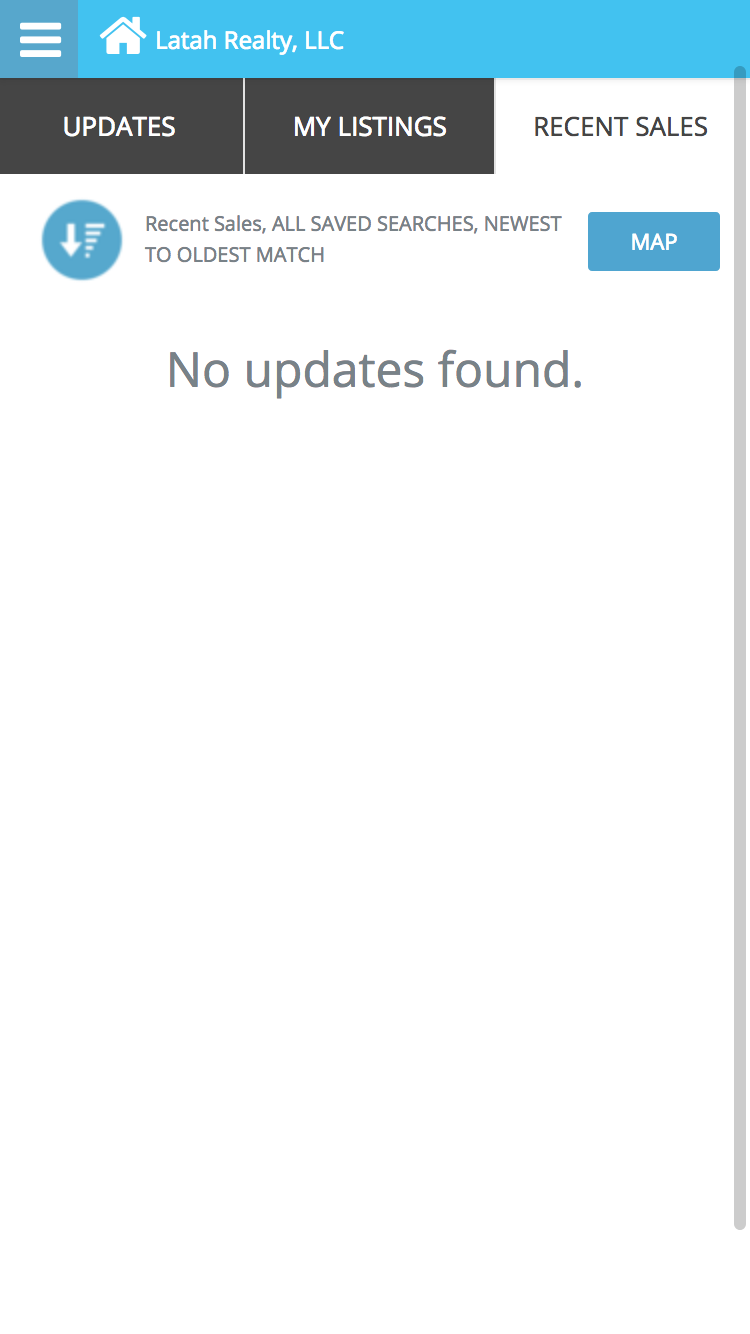 Latah Realty, LLC
UPDATES
MY LISTINGS
RECENT SALES
Recent Sales, ALL SAVED SEARCHES, NEWEST
TO OLDEST MATCH
MAP
No updates found.